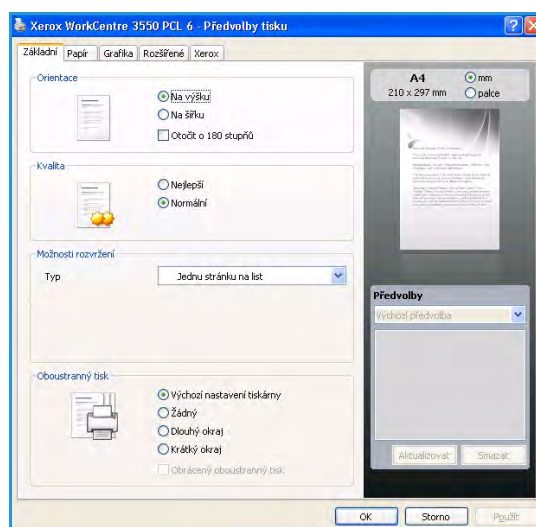 Xerox WorkCentre 3550 PCL 6 - Předvolby tisku
Základní Papír Grafika Rozšířené Xerox
Orientace
Na výšku
Na šířku
Otočit o 180 stupňů
Kvalita
Nejlepší
Normální
Možnosti rozvržení
Typ Jednu stránku na list
Oboustranný tisk
Výchozí nastavení tiskárny
Žádný
Dlouhý okraj
Krátký okraj
Obrácený oboustranný tisk
A4 mm
210 x 297 mm palce
Předvolby
Výchozí předvolba
Aktualizovat Smazat
OK Storno Použít